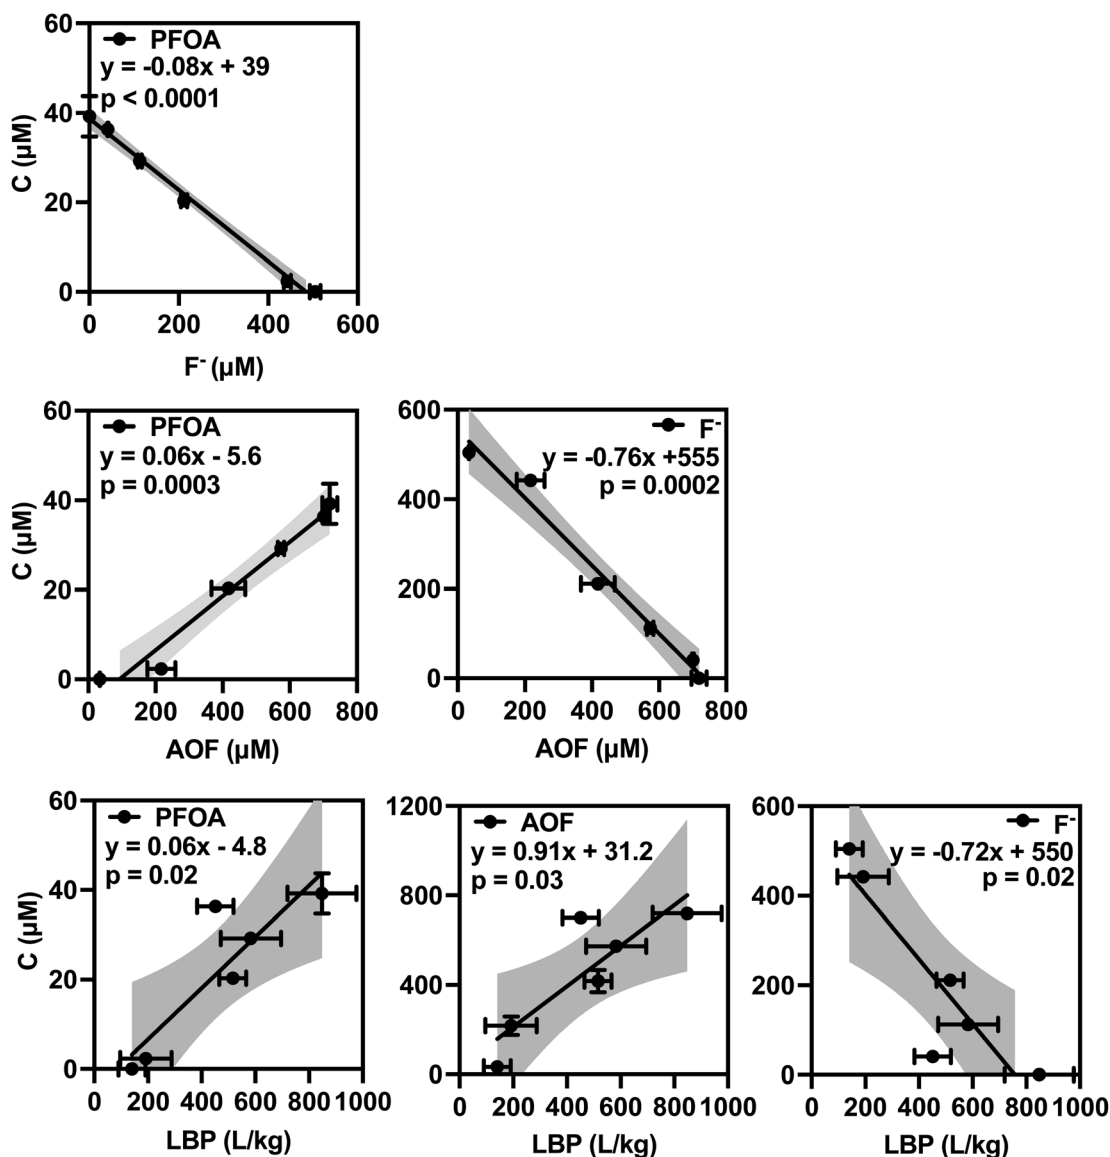 PFOA
y = -0.08x + 39
p < 0.0001
60
40
20
0
C (µM)
0 200 400 600
F⁻ (µM)
PFOA
y = 0.06x - 5.6
p = 0.0003
60
40
20
0
C (µM)
0 200 400 600 800
AOF (µM)
F⁻
y = -0.76x +555
p = 0.0002
600
400
200
0
0 200 400 600 800
AOF (µM)
PFOA
y = 0.06x - 4.8
p = 0.02
60
40
20
0
C (µM)
0 200 400 600 800 1000
LBP (L/kg)
AOF
y = 0.91x + 31.2
p = 0.03
1200
800
400
0
0 200 400 600 800 1000
LBP (L/kg)
F⁻
y = -0.72x + 550
p = 0.02
600
400
200
0
0 200 400 600 800 1000
LBP (L/kg)